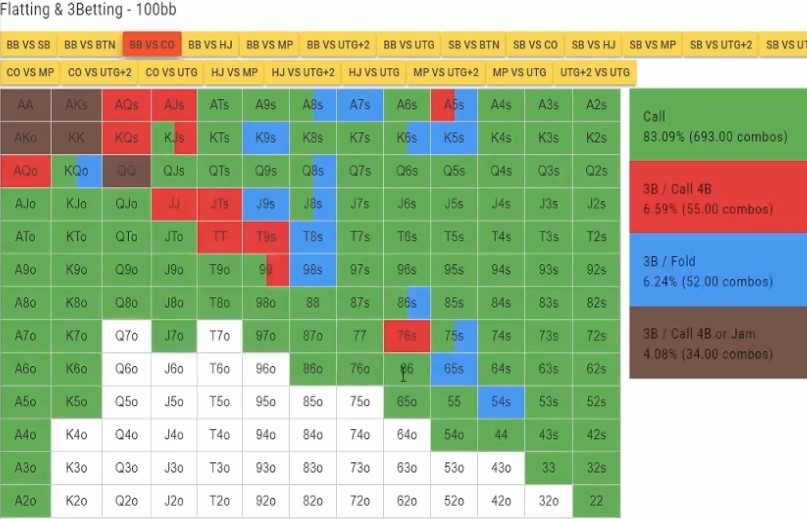 Flatting & 3Betting - 100bb
BB VS SB BB VS BTN BB VS CO BB VS HJ BB VS MP BB VS UTG+2 BB VS UTG SB VS BTN SB VS CO SB VS HJ SB VS MP SB VS UTG+2 SB VS UT
CO VS MP CO VS UTG+2 CO VS UTG HJ VS MP HJ VS UTG+2 HJ VS UTG MP VS UTG+2 MP VS UTG UTG+2 VS UTG
AA AKs AQs AJs ATs A9s A8s A7s A6s A5s A4s A3s A2s
AKo KK KQs KJs KTs K9s K8s K7s K6s K5s K4s K3s K2s
AQo KQo QQ QJs QTs Q9s Q8s Q7s Q6s Q5s Q4s Q3s Q2s
AJo KJo QJo JJ JTs J9s J8s J7s J6s J5s J4s J3s J2s
ATo KTo QTo JTo TT T9s T8s T7s T6s T5s T4s T3s T2s
A9o K9o Q9o J9o T9o 99 98s 97s 96s 95s 94s 93s 92s
A8o K8o Q8o J8o T8o 98o 88 87s 86s 85s 84s 83s 82s
A7o K7o Q7o J7o T7o 97o 87o 77 76s 75s 74s 73s 72s
A6o K6o Q6o J6o T6o 96o 86o 76o 66 65s 64s 63s 62s
A5o K5o Q5o J5o T5o 95o 85o 75o 65o 55 54s 53s 52s
A4o K4o Q4o J4o T4o 94o 84o 74o 64o 54o 44 43s 42s
A3o K3o Q3o J3o T3o 93o 83o 73o 63o 53o 43o 33 32s
A2o K2o Q2o J2o T2o 92o 82o 72o 62o 52o 42o 32o 22
Call
83.09% (693.00 combos)
3B / Call 4B
6.59% (55.00 combos)
3B / Fold
6.24% (52.00 combos)
3B / Call 4B or Jam
4.08% (34.00 combos)